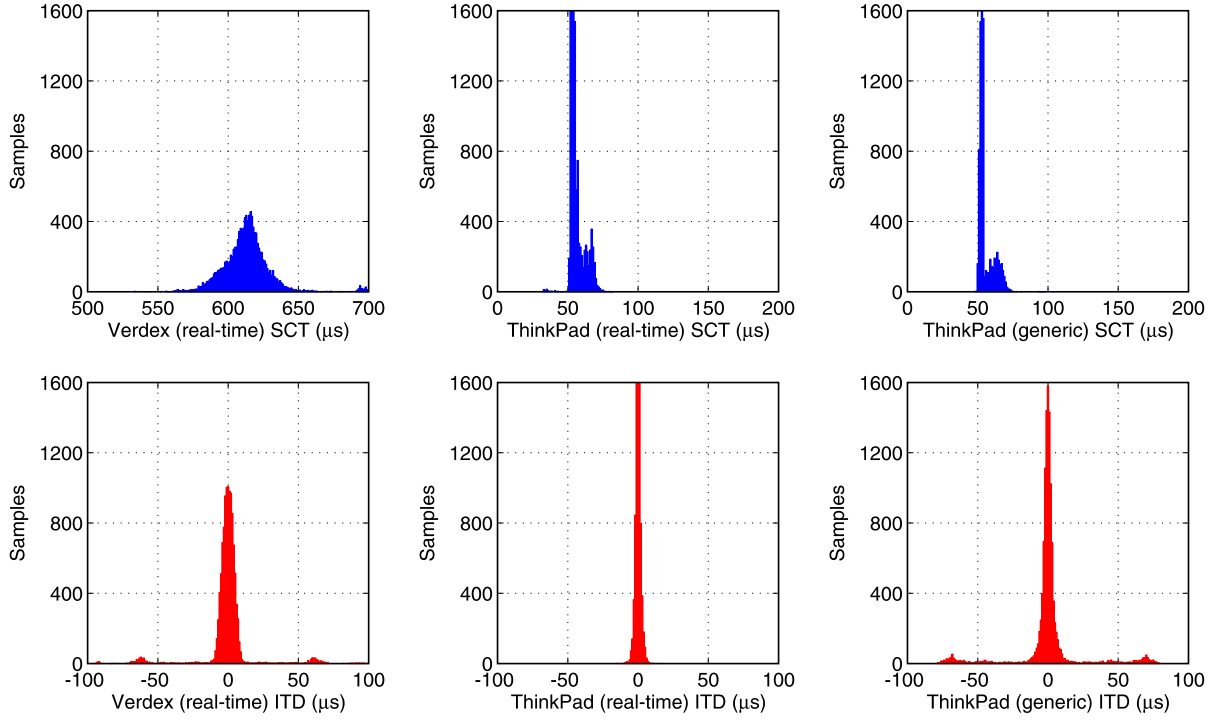 1600 1600 1600
1200 1200 1200
Samples Samples Samples
800 800 800
400 400 400
0 0 0
500 550 600 650 700 0 50 100 150 200 0 50 100 150 200
Verdex (real-time) SCT (μs) ThinkPad (real-time) SCT (μs) ThinkPad (generic) SCT (μs)
1600 1600 1600
1200 1200 1200
Samples Samples Samples
800 800 800
400 400 400
0 0 0
-100 -50 0 50 100 -100 -50 0 50 100 -100 -50 0 50 100
Verdex (real-time) ITD (μs) ThinkPad (real-time) ITD (μs) ThinkPad (generic) ITD (μs)